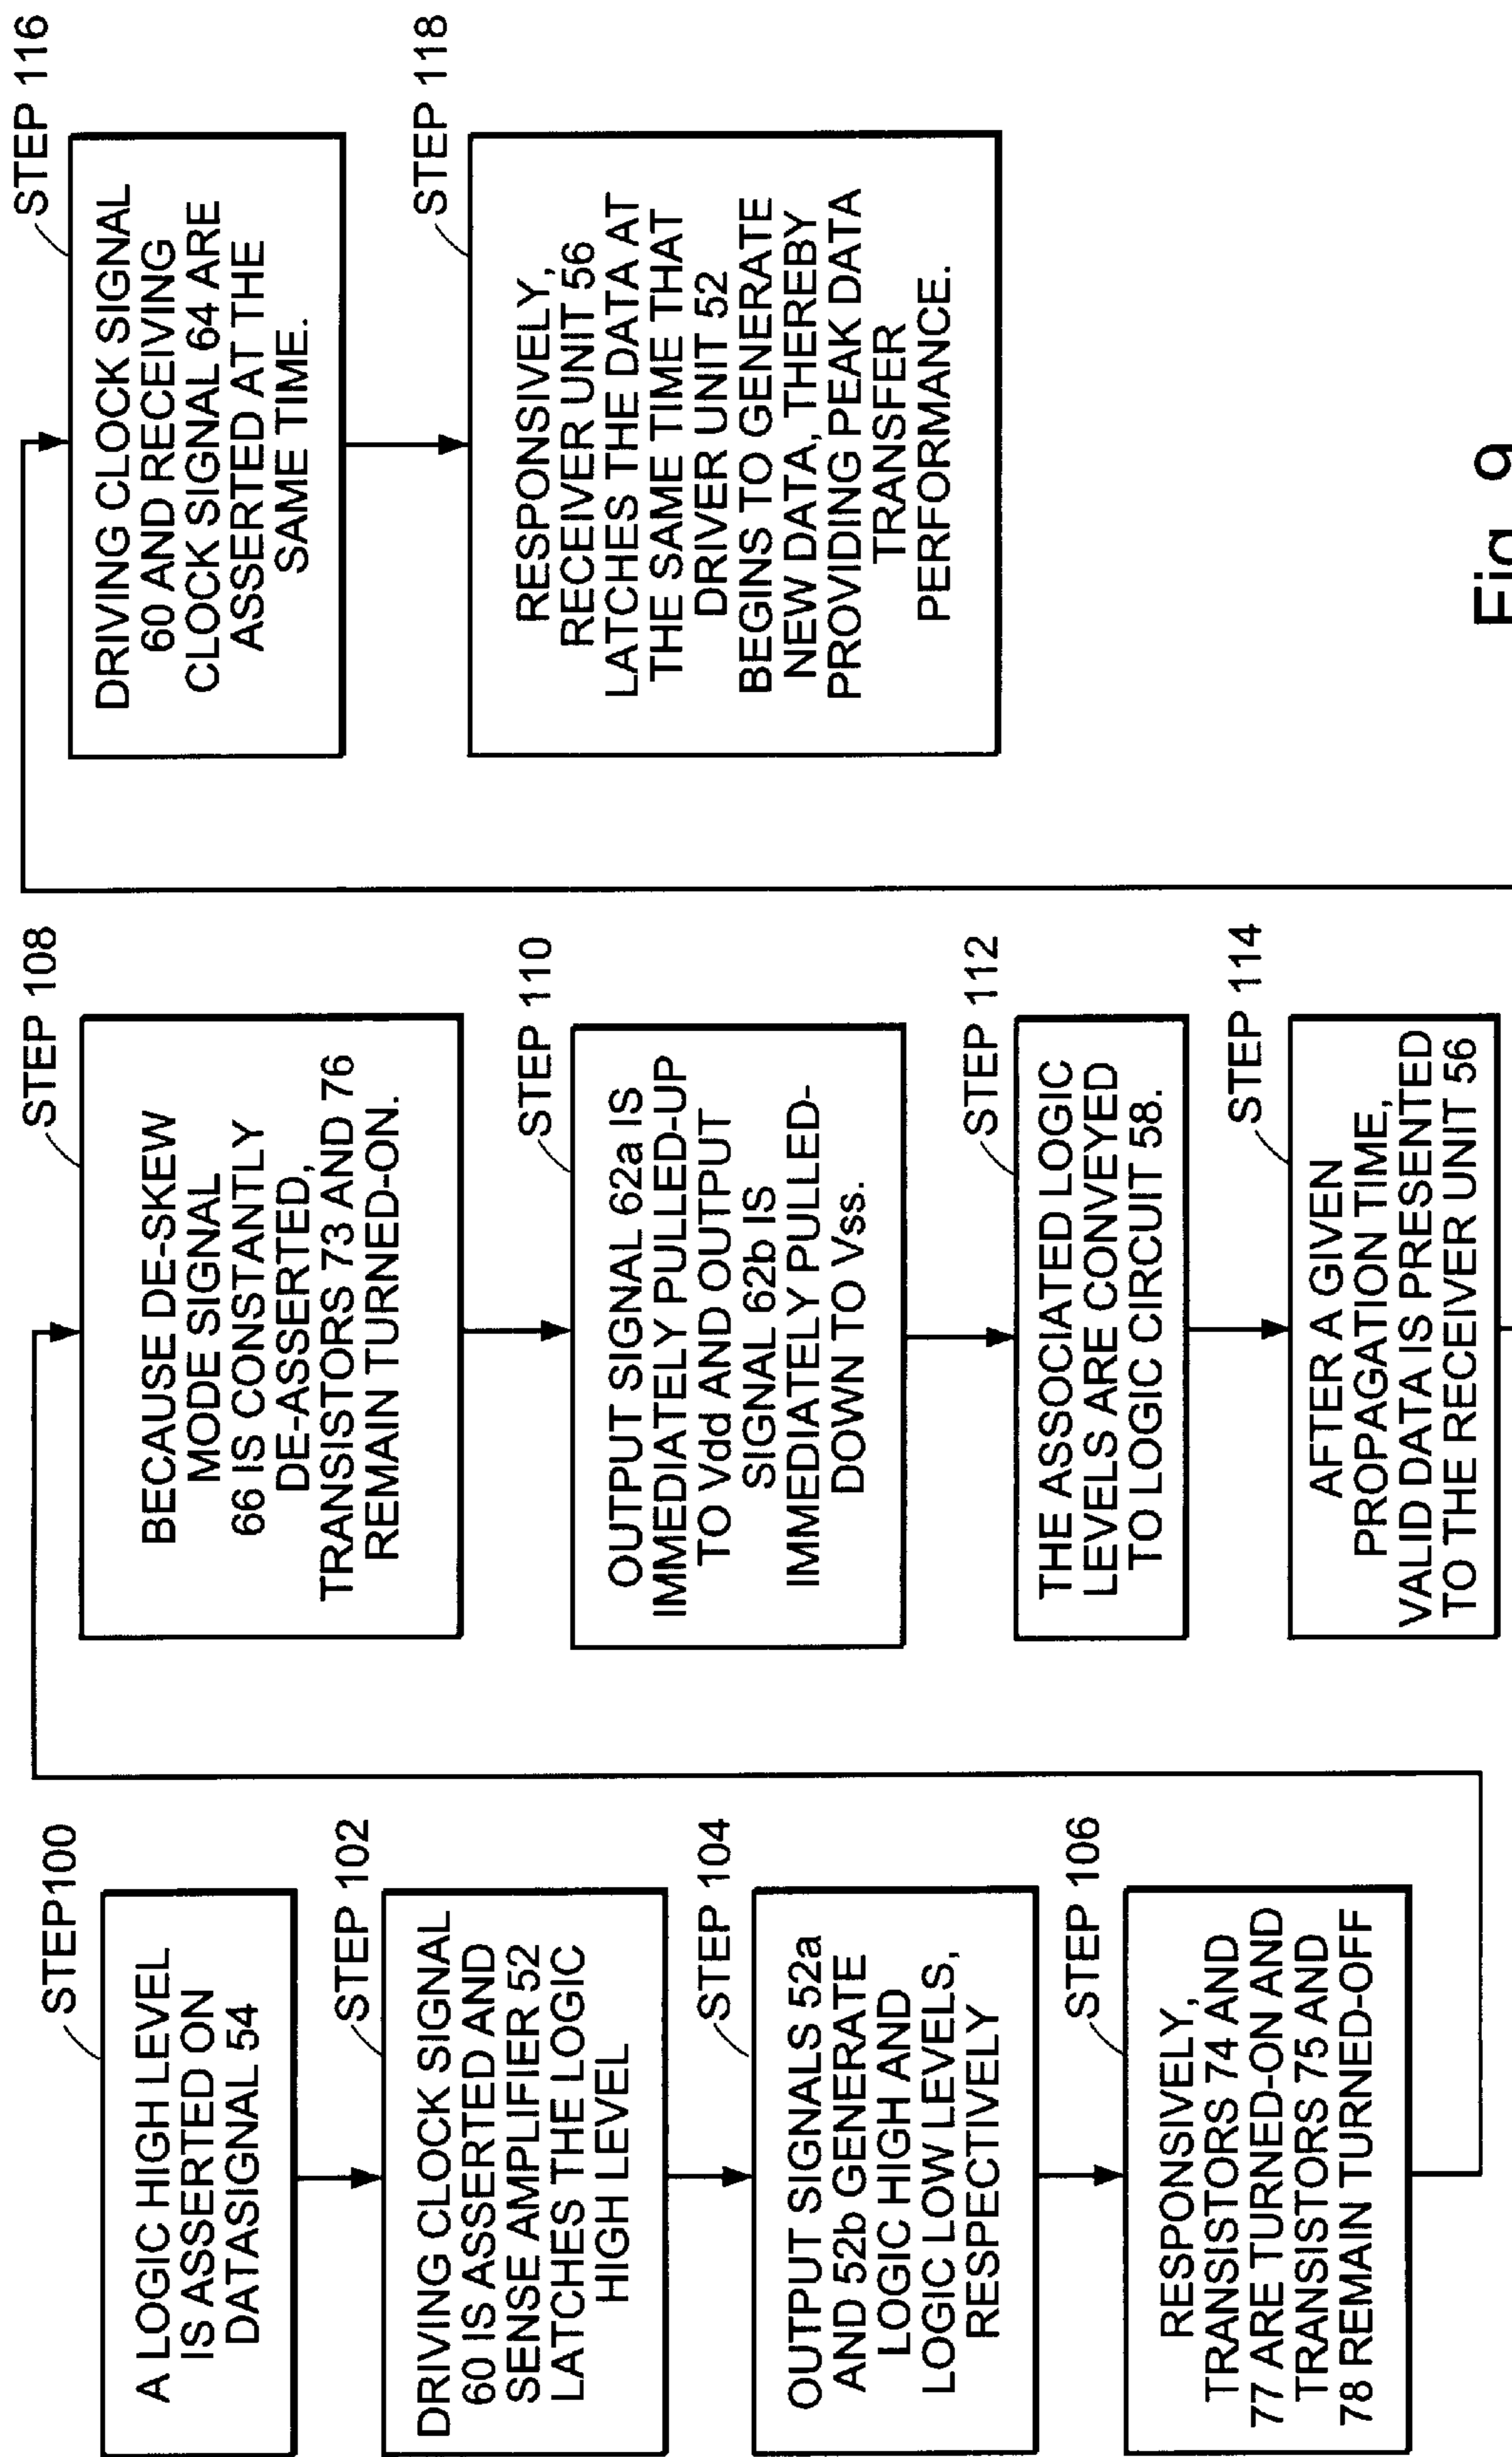 STEP100
A LOGIC HIGH LEVEL
IS ASSERTED ON
DATASIGNAL 54
STEP 102
DRIVING CLOCK SIGNAL
60 IS ASSERTED AND
SENSE AMPLIFIER 52
LATCHES THE LOGIC
HIGH LEVEL
STEP 104
OUTPUT SIGNALS 52a
AND 52b GENERATE
LOGIC HIGH AND
LOGIC LOW LEVELS,
RESPECTIVELY
STEP 106
RESPONSIVELY,
TRANSISTORS 74 AND
77 ARE TURNED-ON AND
TRANSISTORS 75 AND
78 REMAIN TURNED-OFF
STEP 108
BECAUSE DE-SKEW
MODE SIGNAL
66 IS CONSTANTLY
DE-ASSERTED,
TRANSISTORS 73 AND 76
REMAIN TURNED-ON.
STEP 110
OUTPUT SIGNAL 62a IS
IMMEDIATELY PULLED-UP
TO Vdd AND OUTPUT
SIGNAL 62b IS
IMMEDIATELY PULLED-
DOWN TO Vss.
STEP 112
THE ASSOCIATED LOGIC
LEVELS ARE CONVEYED
TO LOGIC CIRCUIT 58.
STEP 114
AFTER A GIVEN
PROPAGATION TIME,
VALID DATA IS PRESENTED
TO THE RECEIVER UNIT 56
STEP 116
DRIVING CLOCK SIGNAL
60 AND RECEIVING
CLOCK SIGNAL 64 ARE
ASSERTED AT THE
SAME TIME.
STEP 118
RESPONSIVELY,
RECEIVER UNIT 56
LATCHES THE DATA AT
THE SAME TIME THAT
DRIVER UNIT 52
BEGINS TO GENERATE
NEW DATA, THEREBY
PROVIDING PEAK DATA
TRANSFER
PERFORMANCE.
Fig. 9